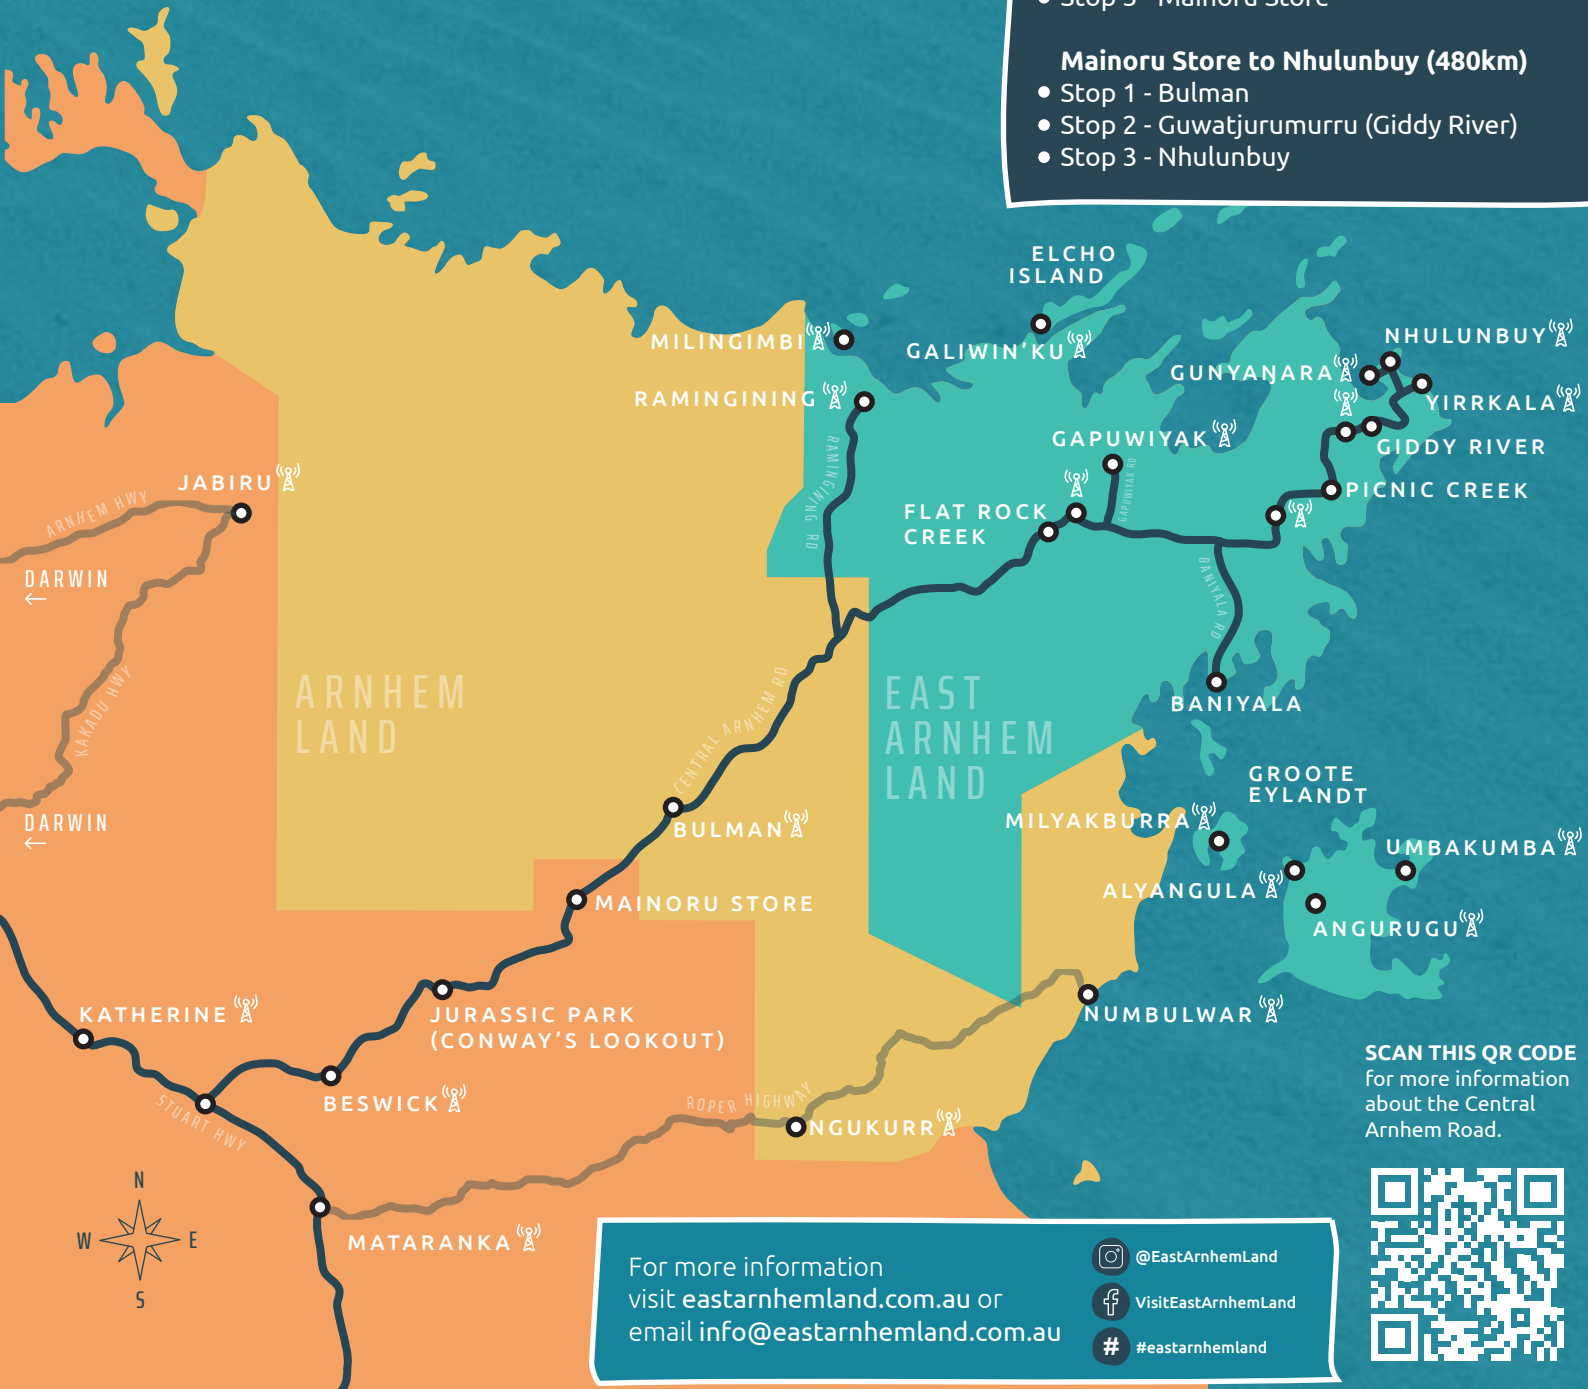 Stop 3 - Mainoru Store
Mainoru Store to Nhulunbuy (480km)
Stop 1 - Bulman
Stop 2 - Guwatjurumurru (Giddy River)
Stop 3 - Nhulunbuy
ELCHO
ISLAND
MILINGIMBI
GALIWIN'KU
NHULUNBUY
GUNYAŊARA
RAMINGINING
YIRRKALA
GAPUWIYAK
GIDDY RIVER
RAMINGINING RD
GAPUWIYAK RD
JABIRU
ARNHEM HWY
PICNIC CREEK
FLAT ROCK
CREEK
DARWIN
BANIYALA RD
KAKADU HWY
ARNHEM
LAND
CENTRAL ARNHEM RD
EAST
ARNHEM
LAND
BANIYALA
GROOTE
EYLANDT
DARWIN
BULMAN
MILYAKBURRA
UMBAKUMBA
ALYANGULA
MAINORU STORE
ANGURUGU
KATHERINE
JURASSIC PARK
(CONWAY'S LOOKOUT)
NUMBULWAR
BESWICK
STUART HWY
ROPER HIGHWAY
NGUKURR
SCAN THIS QR CODE
for more information
about the Central
Arnhem Road.
N
W E
S
MATARANKA
For more information
visit eastarnhemland.com.au or
email info@eastarnhemland.com.au
@EastArnhemLand
VisitEastArnhemLand
# #eastarnhemland